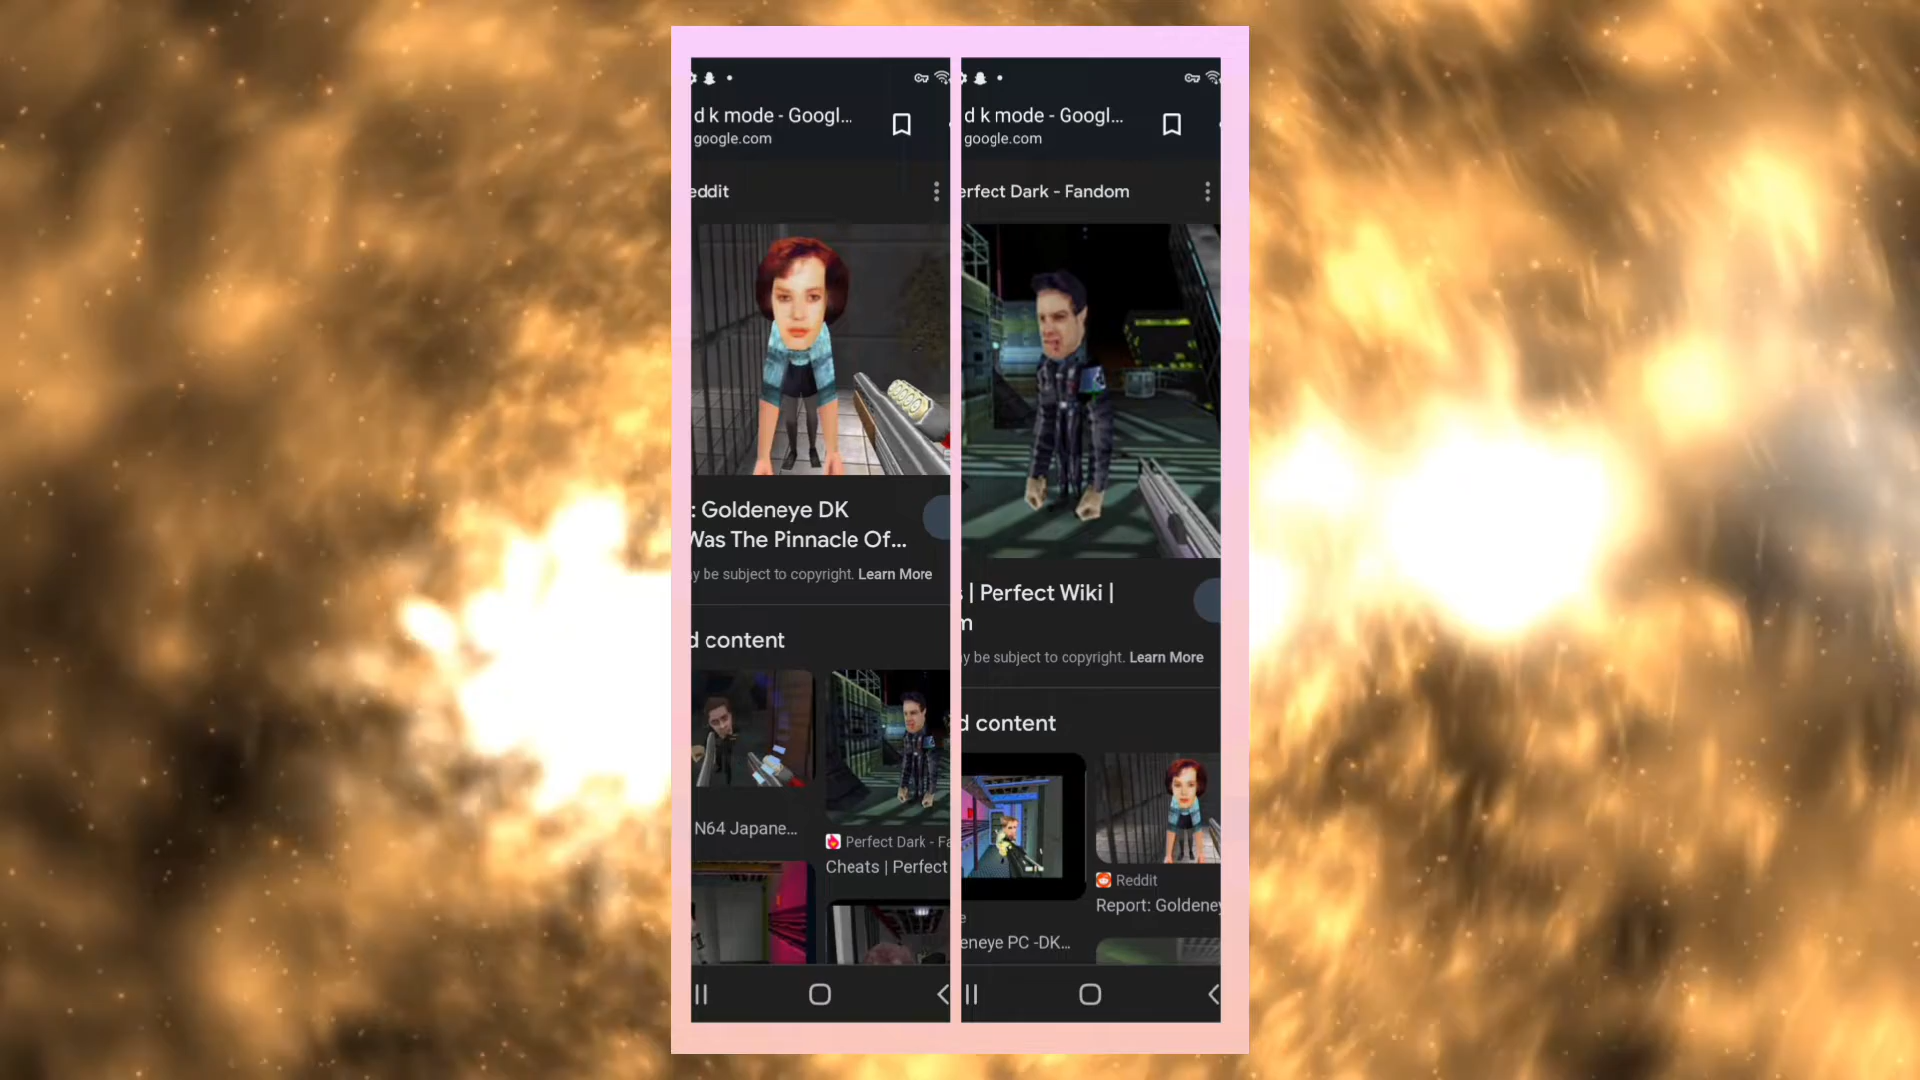 d k mode - Googl...
google.com
eddit
: Goldeneye DK
Was The Pinnacle Of...
y be subject to copyright. Learn More
d content
N64 Japane...
Perfect Dark - Fa
Cheats | Perfect
d k mode - Googl...
google.com
erfect Dark - Fandom
s | Perfect Wiki |
m
y be subject to copyright. Learn More
d content
Reddit
Report: Goldeney
e
eneye PC -DK...